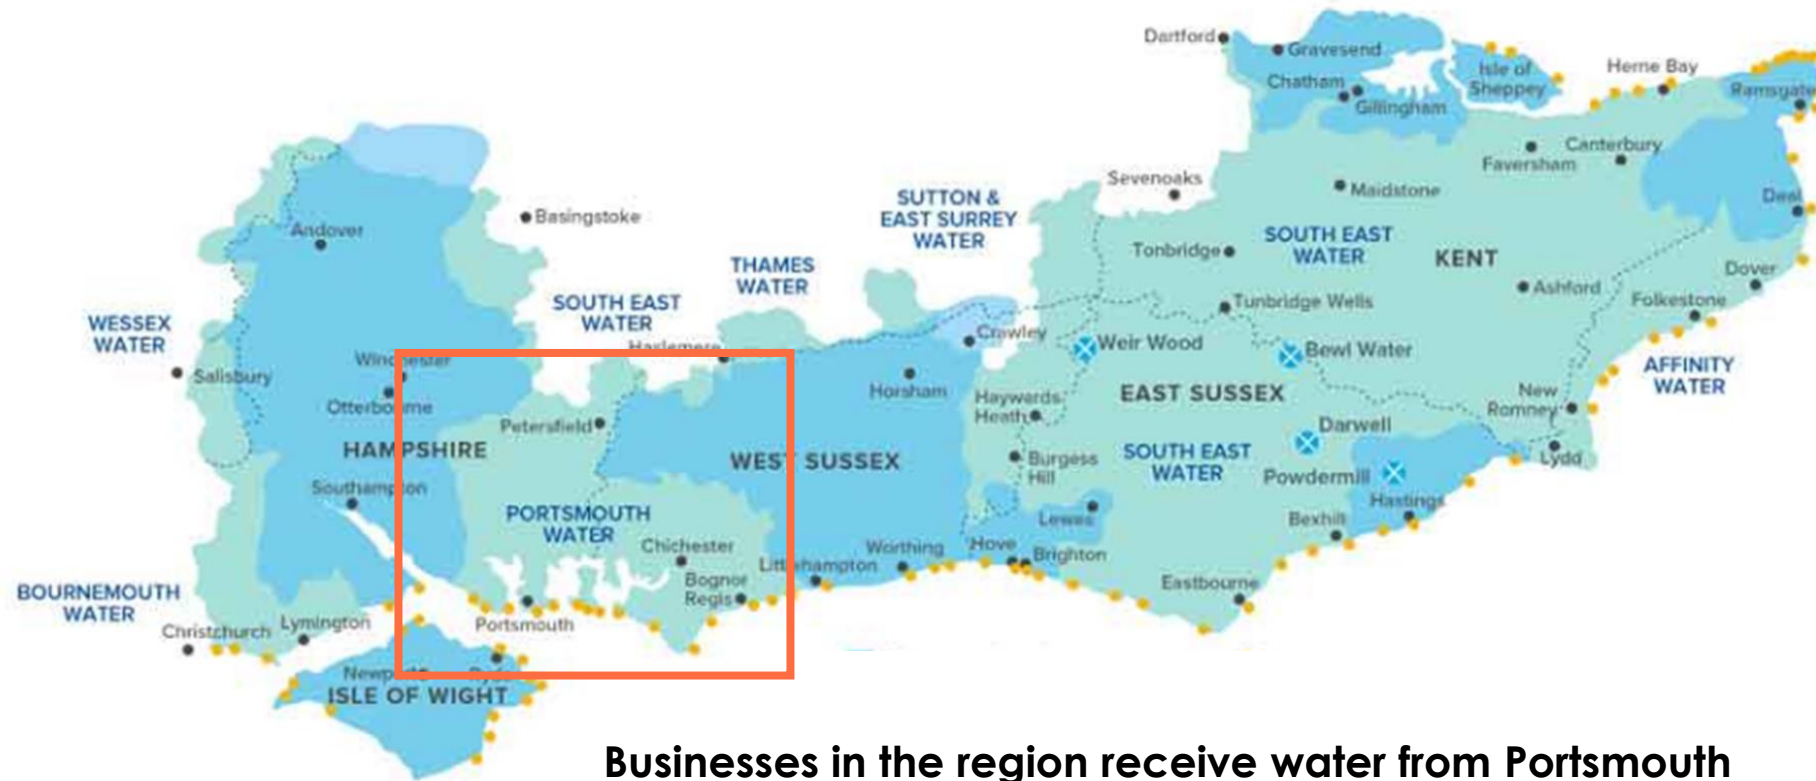 Dartford
Gravesend
Chatham
Gillingham
Isle of
Sheppey
Herne Bay
Ramsgate
Canterbury
Faversham
Sevenoaks
Maidstone
Deal
Basingstoke
SUTTON &
EAST SURREY
WATER
Andover
Tonbridge
SOUTH EAST
WATER
KENT
Dover
THAMES
WATER
Ashford
Folkestone
SOUTH EAST
WATER
Tunbridge Wells
WESSEX
WATER
Crawley
Weir Wood
Bewl Water
Haslemere
Winchester
AFFINITY
WATER
Salisbury
Horsham
Haywards
Heath
EAST SUSSEX
New
Romney
Otterbourne
Petersfield
Darwell
HAMPSHIRE
WEST SUSSEX
Burgess
Hill
SOUTH EAST
WATER
Powdermill
Lydd
Southampton
Hastings
PORTSMOUTH
WATER
Lewes
Bexhill
Chichester
Littlehampton
Worthing
Hove
Brighton
Bognor
Regis
Eastbourne
BOURNEMOUTH
WATER
Christchurch
Lymington
Portsmouth
Newport
Ryde
ISLE OF WIGHT
Businesses in the region receive water from Portsmouth